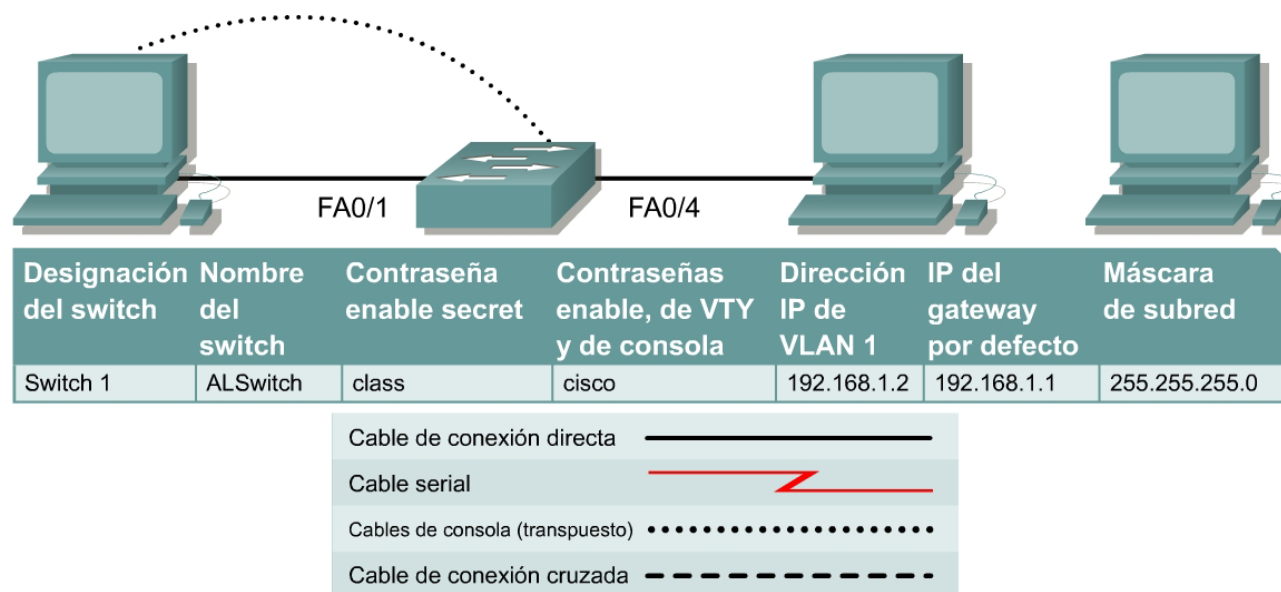 FA0/1
FA0/4
Designación del switch
Nombre del switch
Contraseña enable secret
Contraseñas enable, de VTY y de consola
Dirección IP de VLAN 1
IP del gateway por defecto
Máscara de subred
Switch 1
ALSwitch
class
cisco
192.168.1.2
192.168.1.1
255.255.255.0
Cable de conexión directa
Cable serial
Cables de consola (transpuesto)
Cable de conexión cruzada